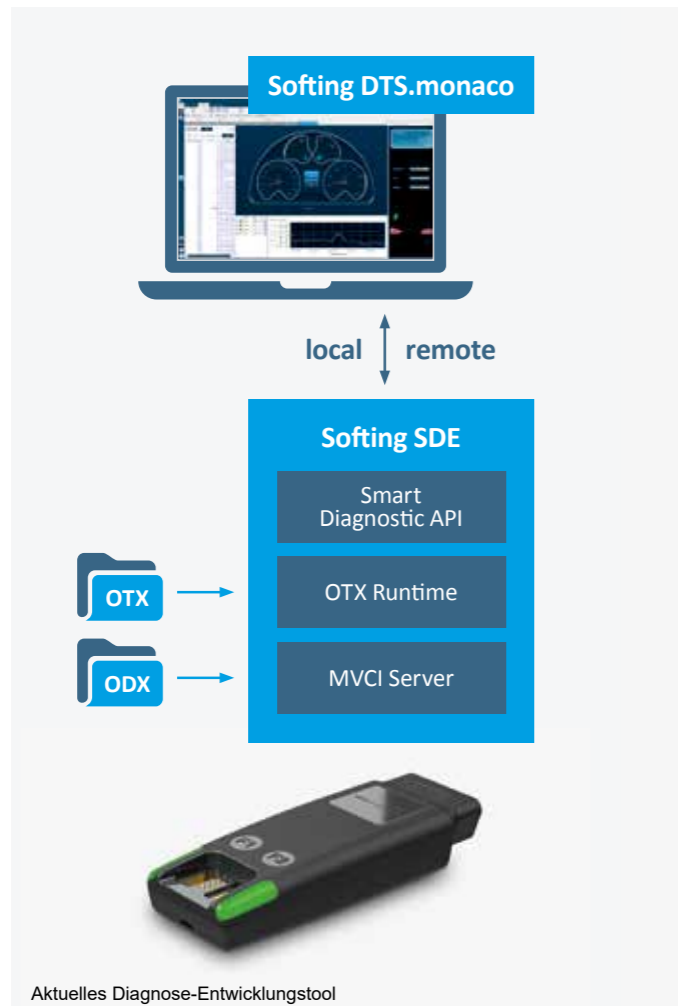 Softing DTS.monaco
local remote
Softing SDE
Smart
Diagnostic API
OTX
OTX Runtime
ODX
MVCI Server
Aktuelles Diagnose-Entwicklungstool